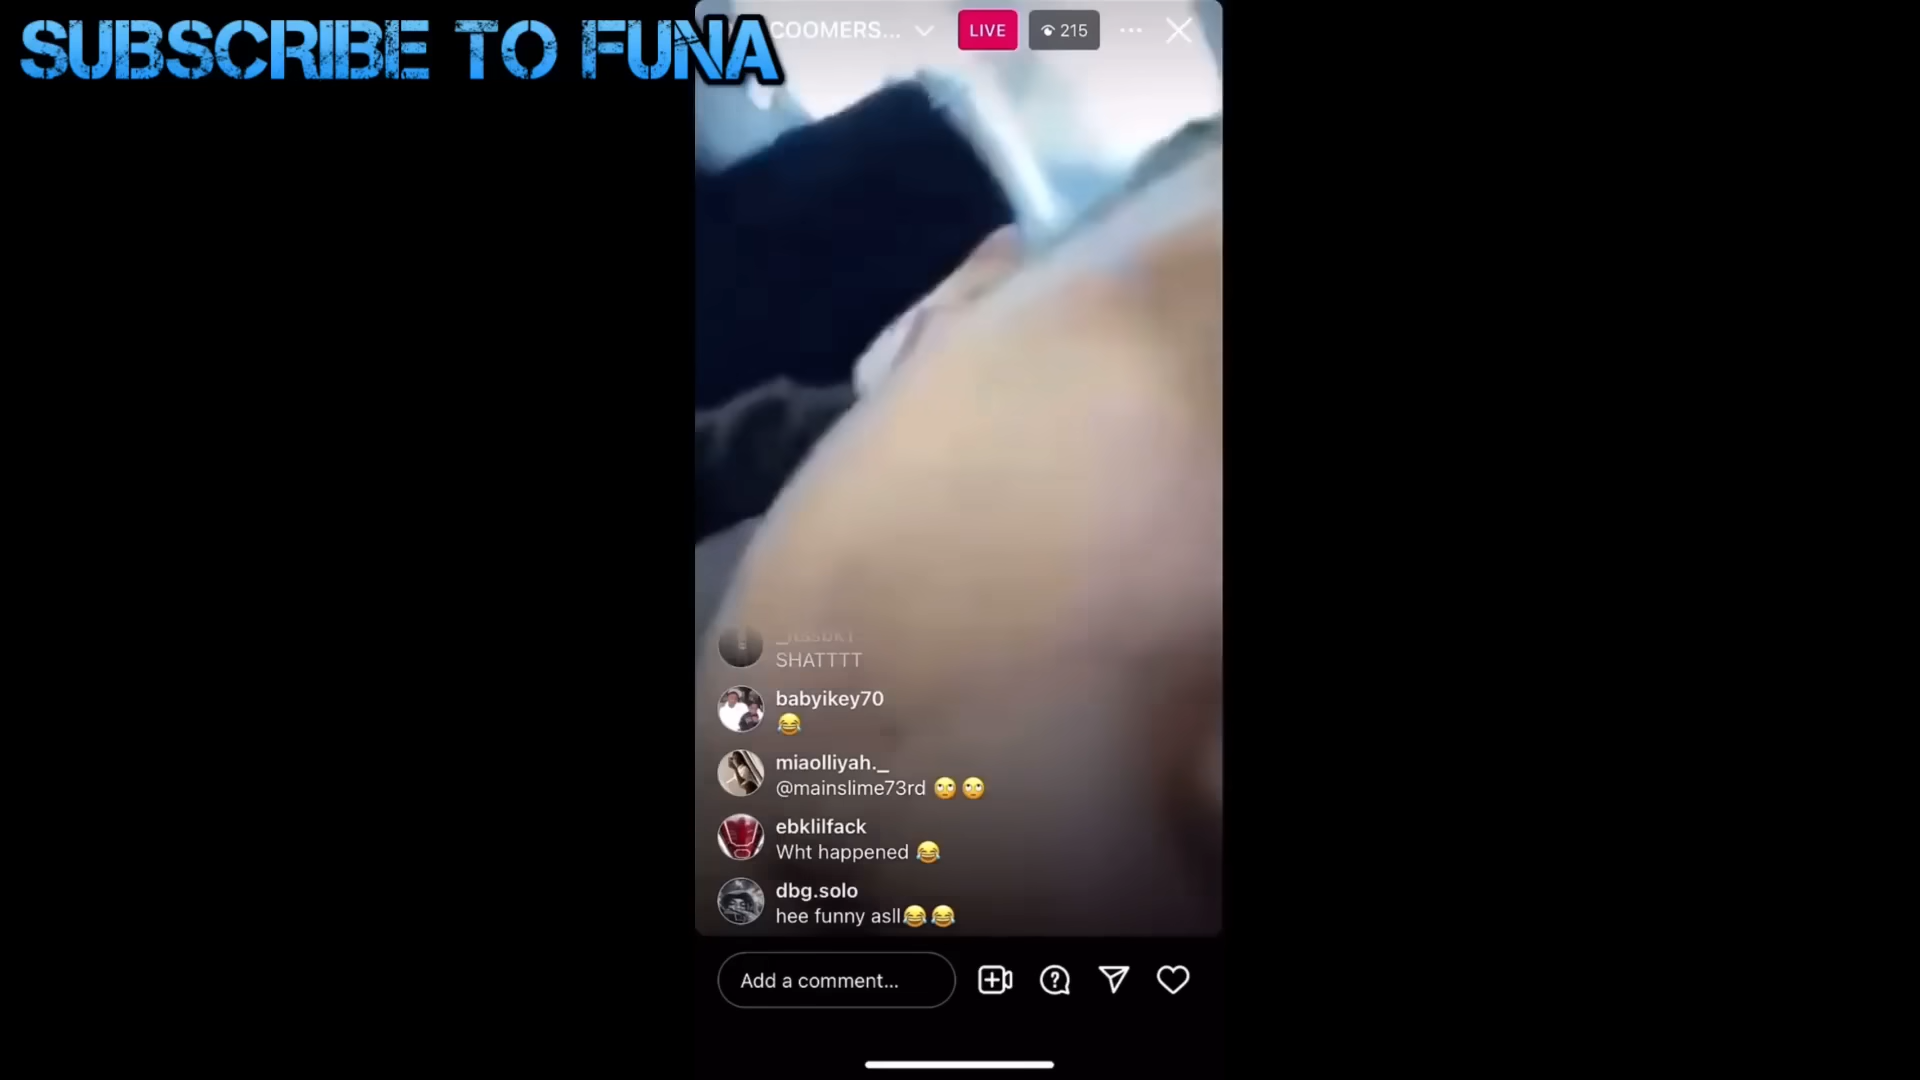 SUBSCRIBE TO FUNA
COOMERS...
LIVE
215
SHATTTT
babyikey70
😂
miaolliyah._
@mainslime73rd 🙄 🙄
ebklilfack
Wht happened 😂
dbg.solo
hee funny asll😂😂
Add a comment...